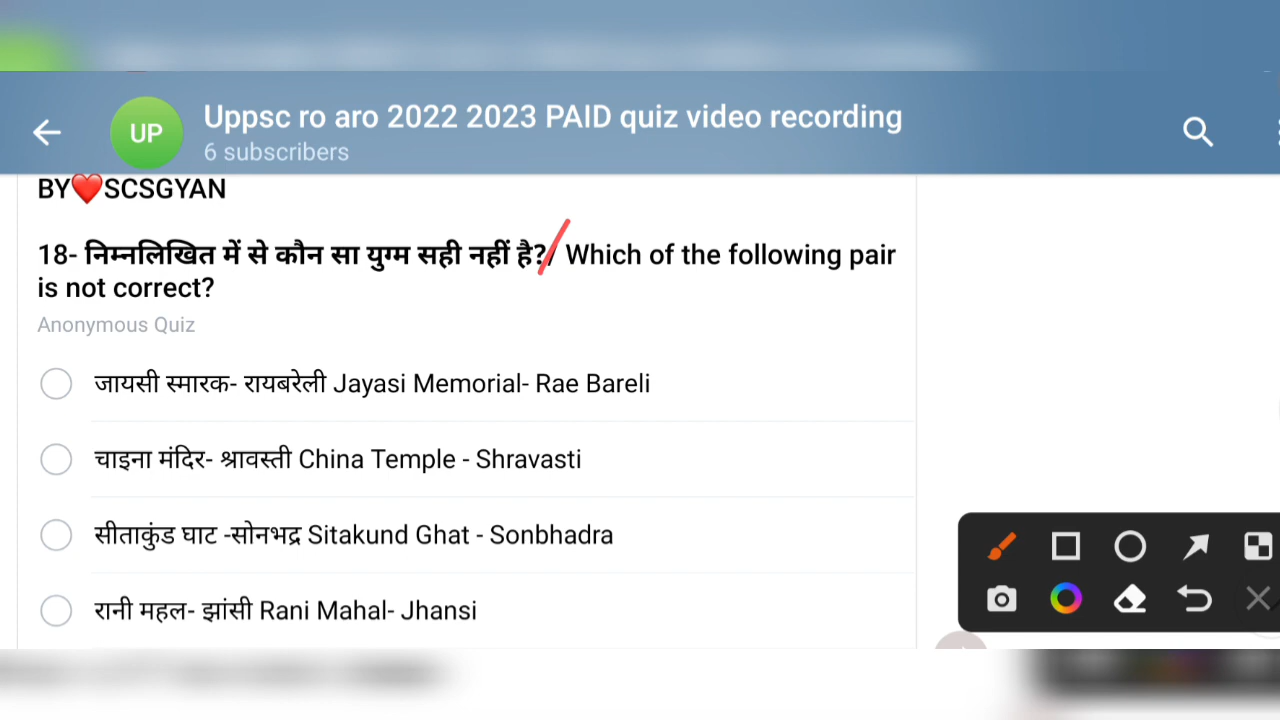 UP
Uppsc ro aro 2022 2023 PAID quiz video recording
6 subscribers
BY❤️SCSGYAN
18- निम्नलिखित में से कौन सा युग्म सही नहीं है?/ Which of the following pair
is not correct?
Anonymous Quiz
जायसी स्मारक- रायबरेली Jayasi Memorial- Rae Bareli
चाइना मंदिर- श्रावस्ती China Temple - Shravasti
सीताकुंड घाट -सोनभद्र Sitakund Ghat - Sonbhadra
रानी महल- झांसी Rani Mahal- Jhansi